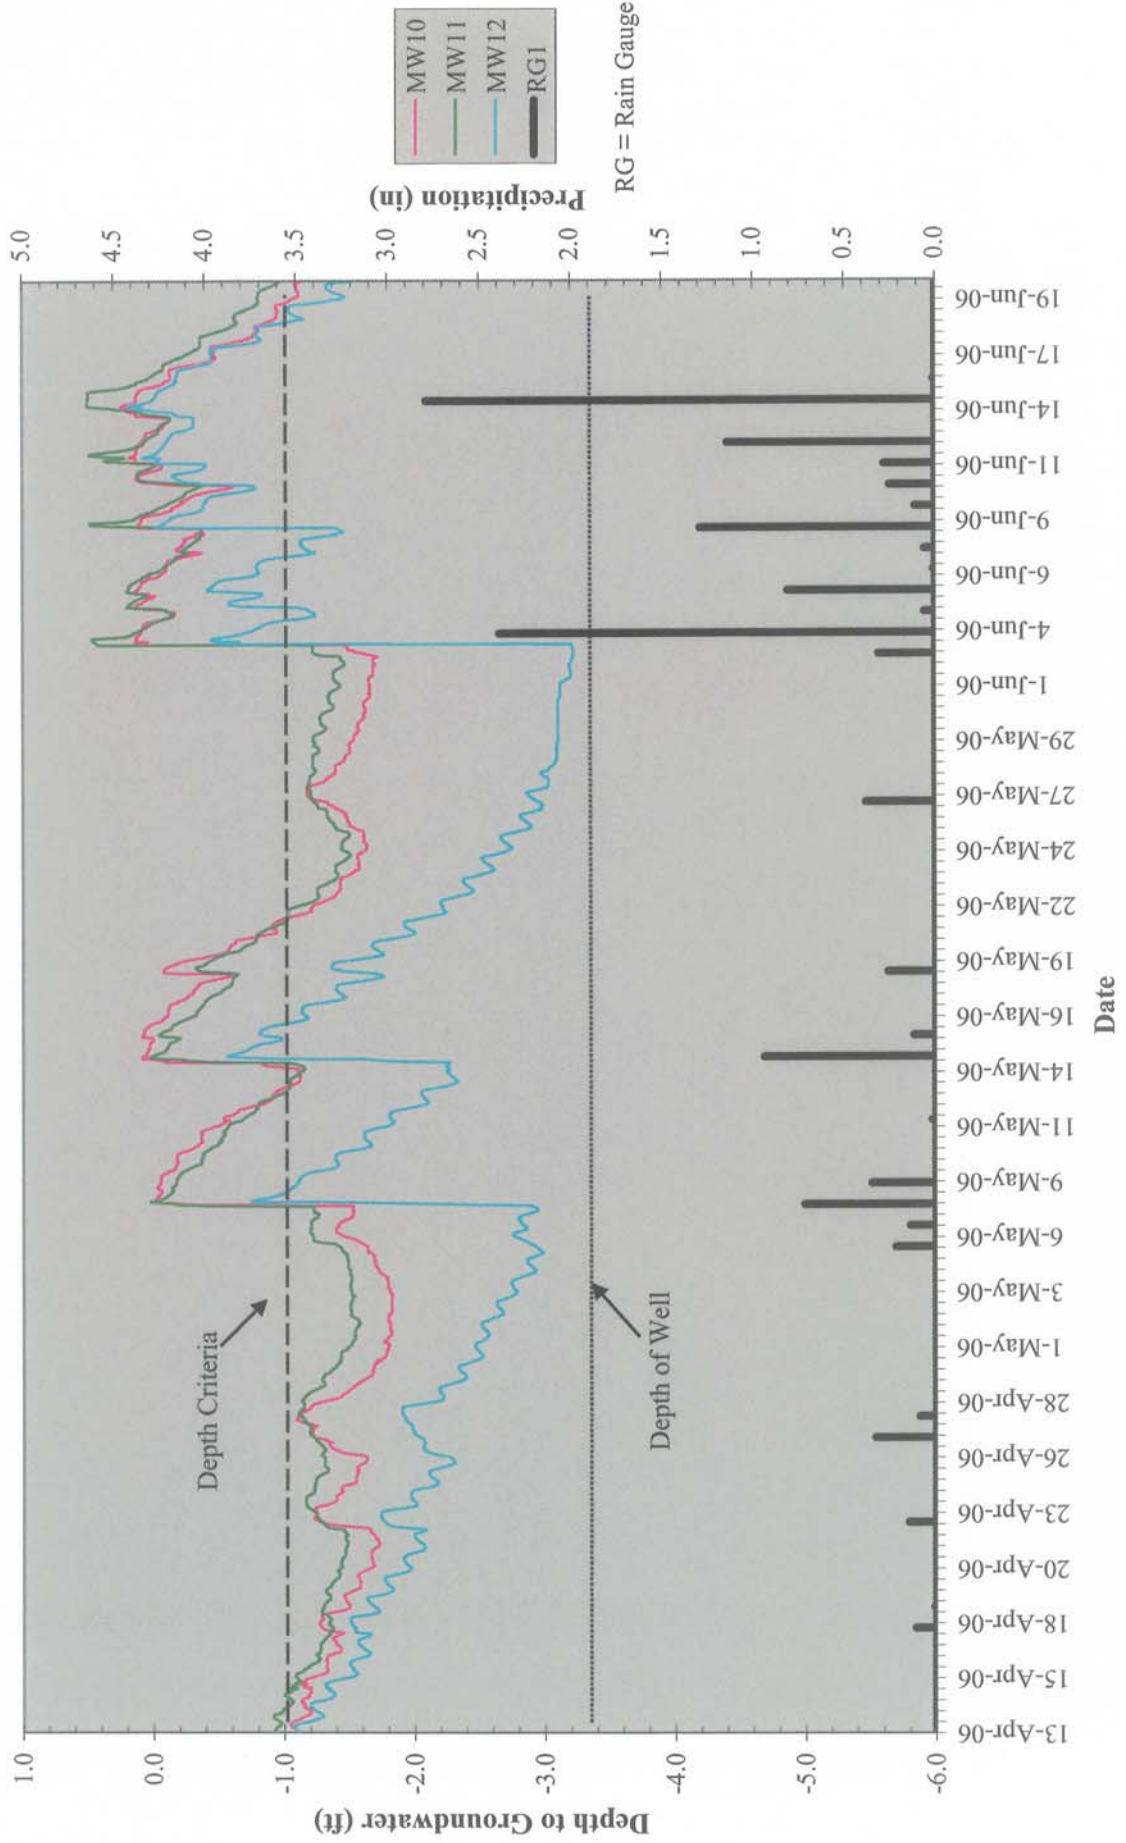 1.0
0.0
-1.0
-2.0
-3.0
-4.0
-5.0
-6.0
Depth to Groundwater (ft)
5.0
4.5
4.0
3.5
3.0
2.5
2.0
1.5
1.0
0.5
0.0
Precipitation (in)
Depth Criteria
Depth of Well
13-Apr-06
15-Apr-06
18-Apr-06
20-Apr-06
23-Apr-06
26-Apr-06
28-Apr-06
1-May-06
3-May-06
6-May-06
9-May-06
11-May-06
14-May-06
16-May-06
19-May-06
22-May-06
24-May-06
27-May-06
29-May-06
1-Jun-06
4-Jun-06
6-Jun-06
9-Jun-06
11-Jun-06
14-Jun-06
17-Jun-06
19-Jun-06
Date
MW10
MW11
MW12
RG1
RG = Rain Gauge